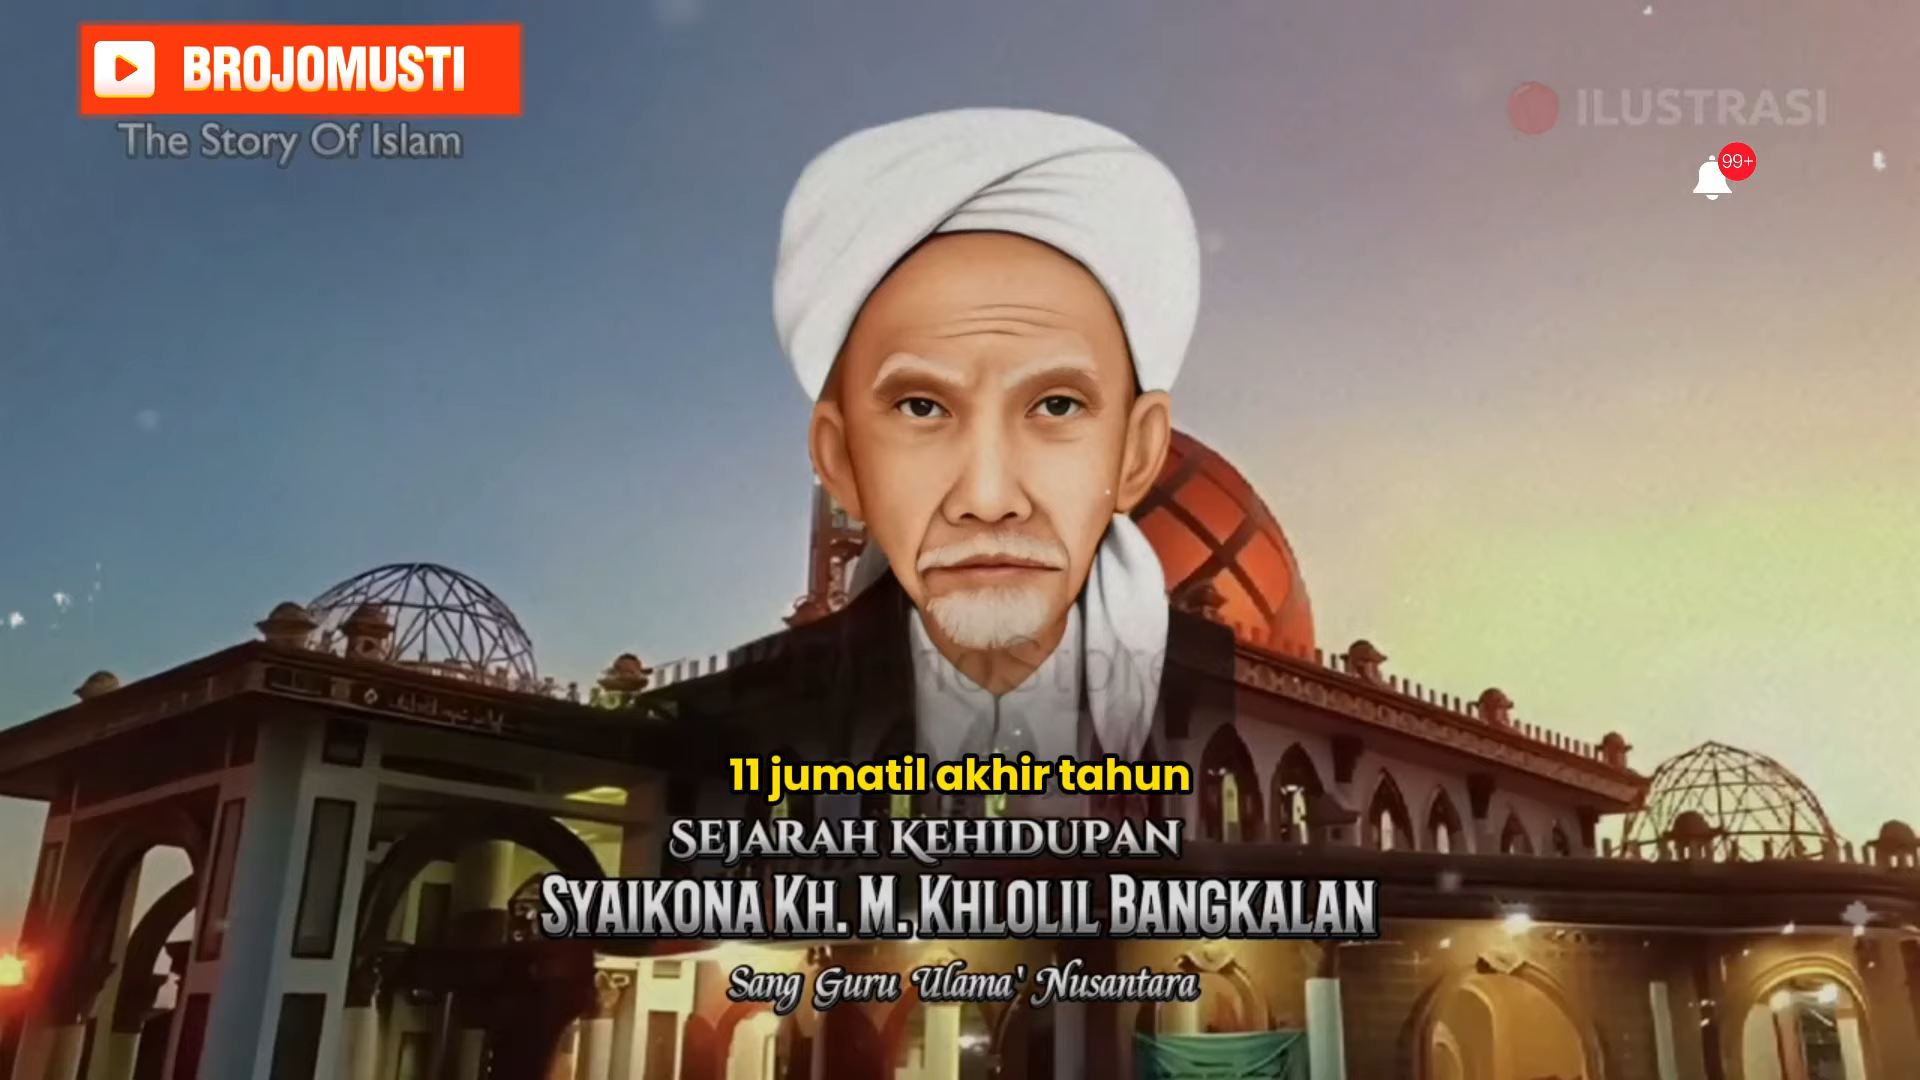 BROJOMUSTI
The Story Of Islam
ILUSTRASI
99+
11 jumatil akhir tahun
SEJARAH KEHIDUPAN
SYAIKONA KH. M. KHLOLIL BANGKALAN
Sang Guru Ulama' Nusantara